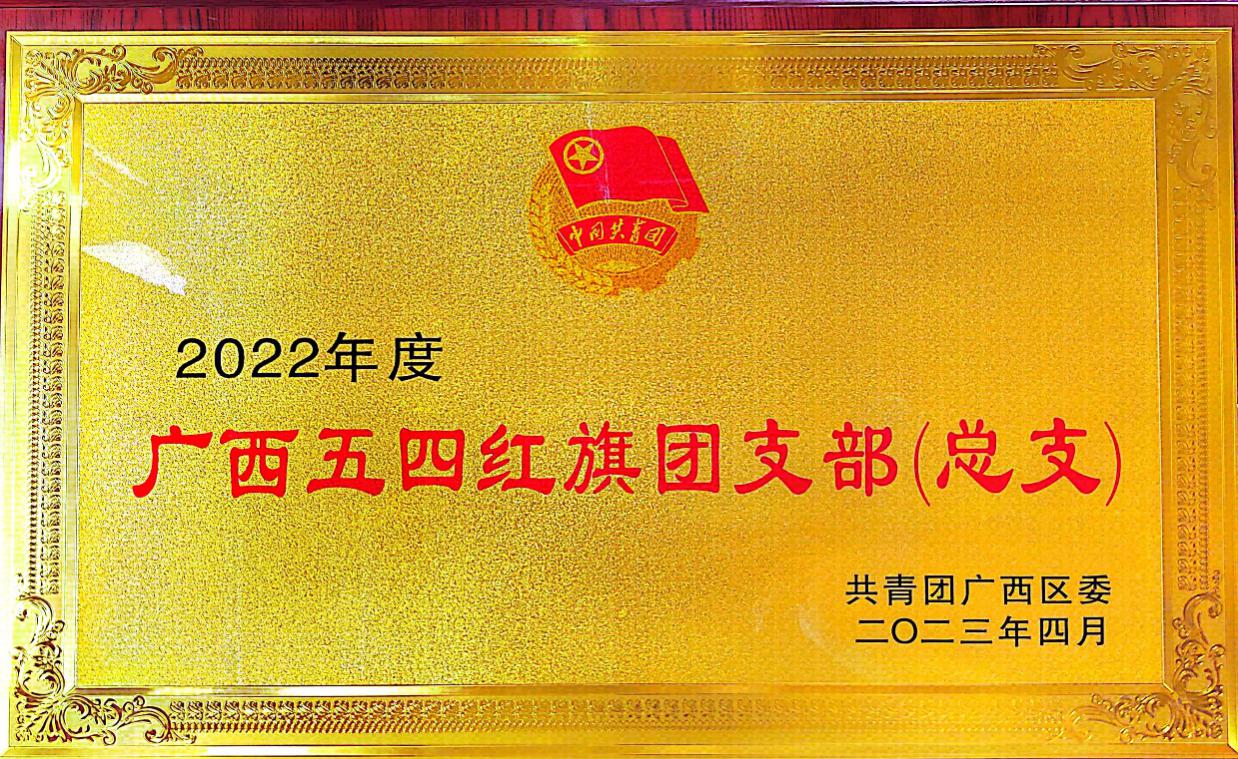 中国共青团
2022年度
广西五四红旗团支部(总支)
共青团广西区委
二〇二三年四月